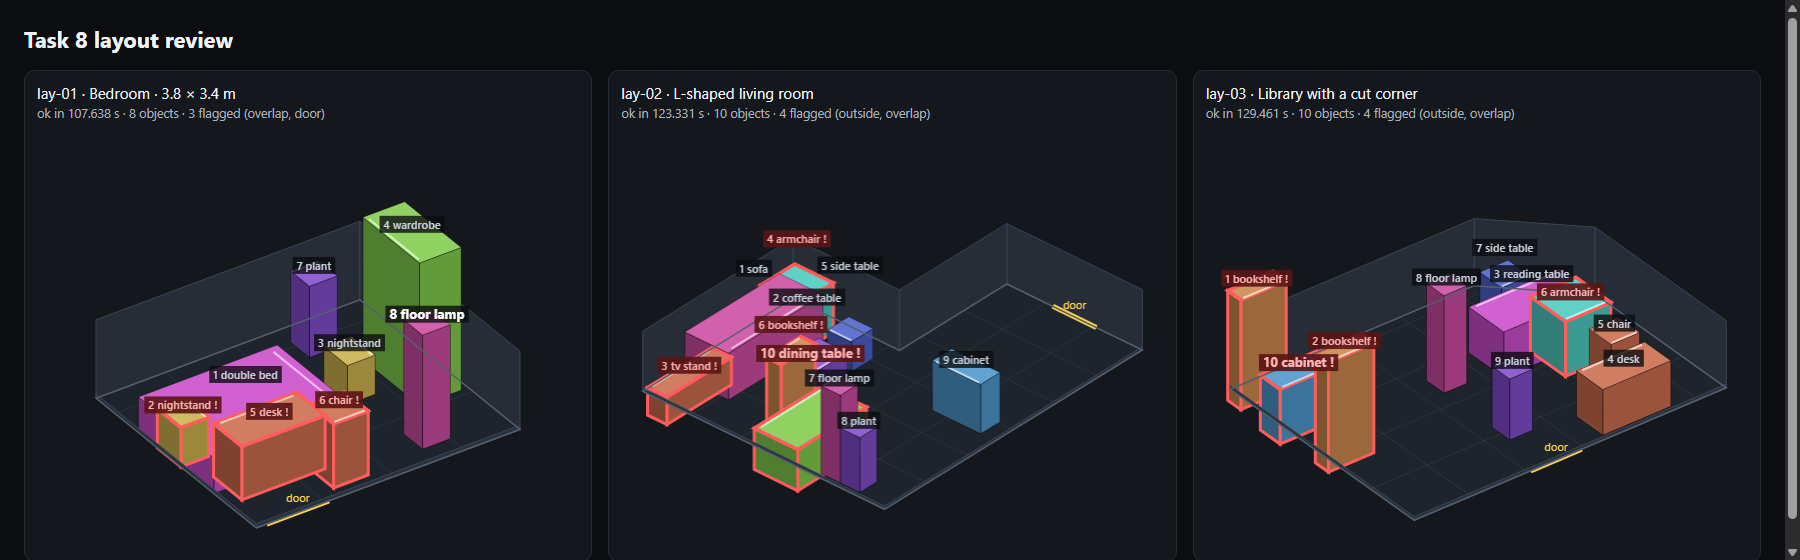 Task 8 layout review
lay-01 · Bedroom · 3.8 × 3.4 m
ok in 107.638 s · 8 objects · 3 flagged (overlap, door)
4 wardrobe
7 plant
8 floor lamp
3 nightstand
1 double bed
2 nightstand !
5 desk !
6 chair !
door
lay-02 · L-shaped living room
ok in 123.331 s · 10 objects · 4 flagged (outside, overlap)
4 armchair !
1 sofa
5 side table
2 coffee table
door
6 bookshelf !
10 dining table !
3 tv stand !
9 cabinet
7 floor lamp
8 plant
lay-03 · Library with a cut corner
ok in 129.461 s · 10 objects · 4 flagged (outside, overlap)
7 side table
1 bookshelf !
8 floor lamp
3 reading table
6 armchair !
5 chair
2 bookshelf !
10 cabinet !
9 plant
4 desk
door